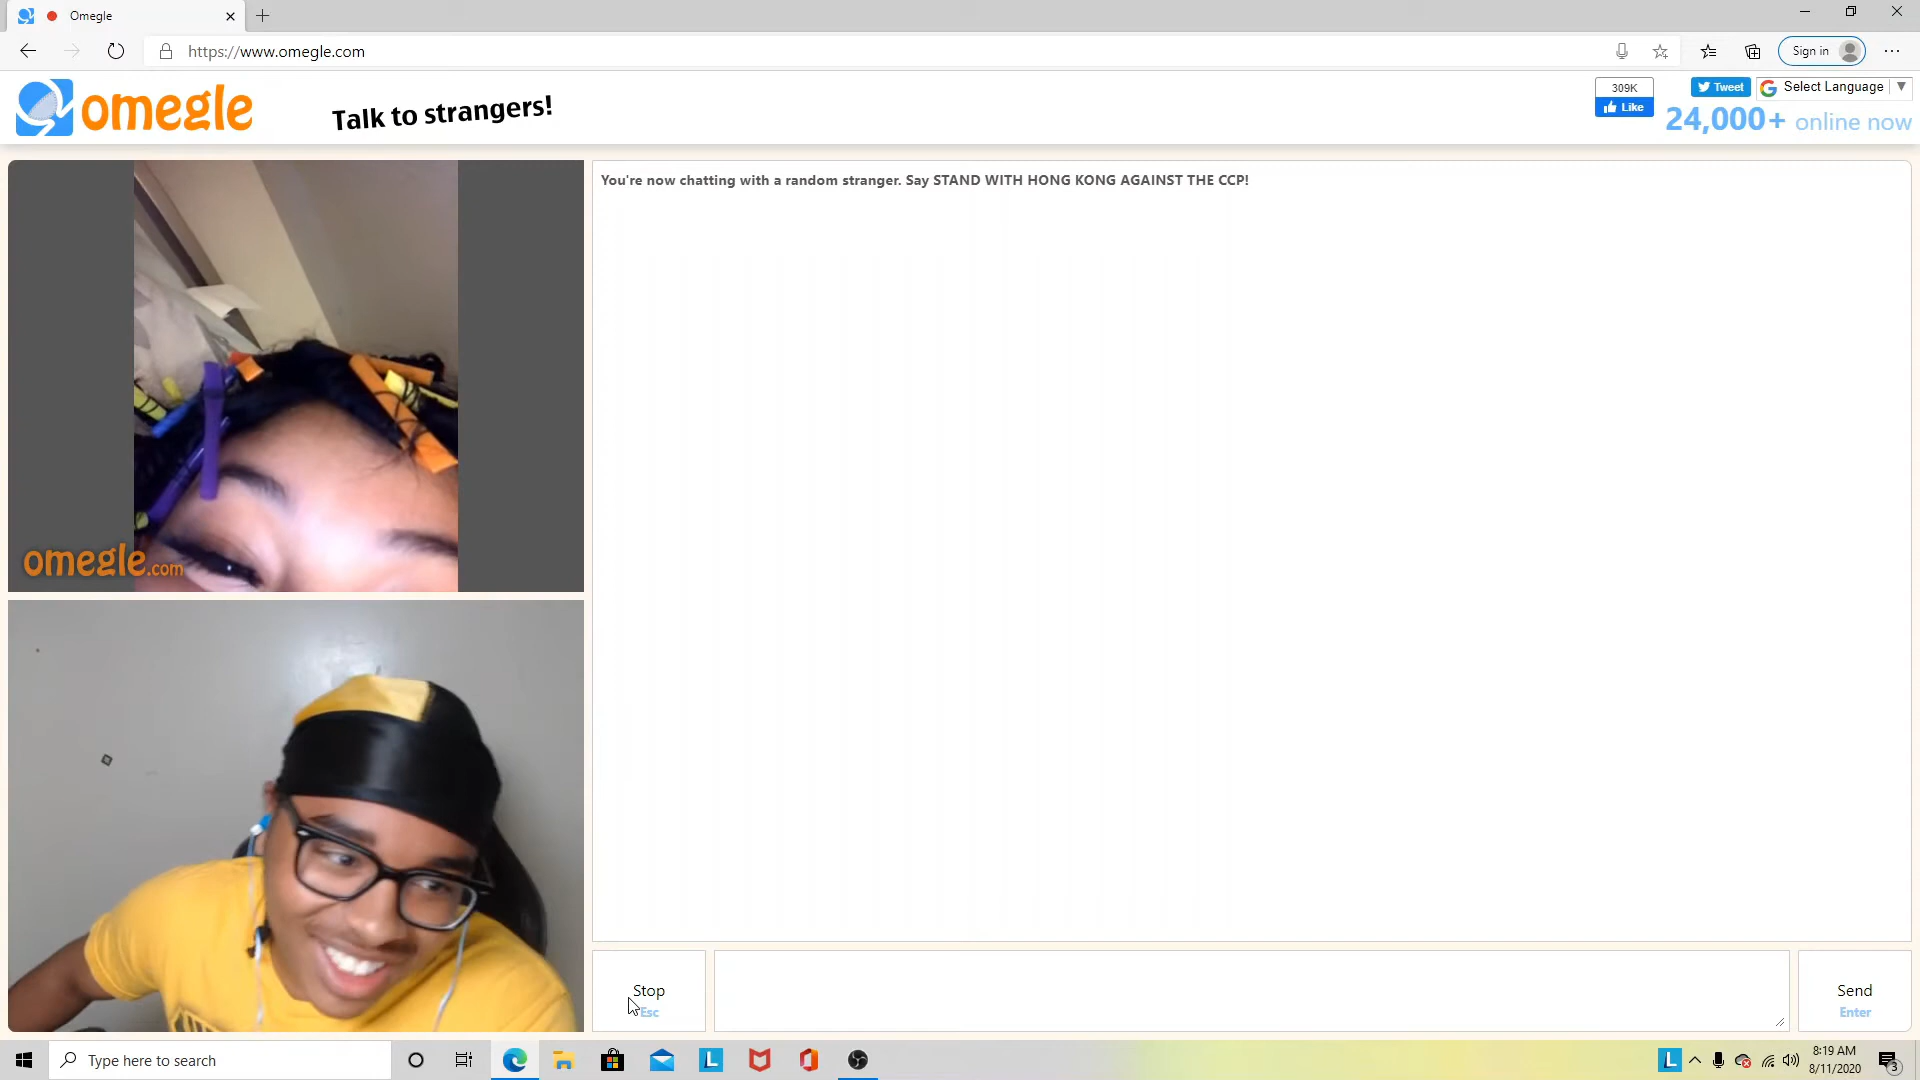 Omegle
https://www.omegle.com
Sign in
omegle
Talk to strangers!
309K
Like
Tweet
Select Language
24,000+ online now
You're now chatting with a random stranger. Say STAND WITH HONG KONG AGAINST THE CCP!
omegle.com
Stop
Esc
Send
Enter
Type here to search
L
L
8:19 AM
8/11/2020
3